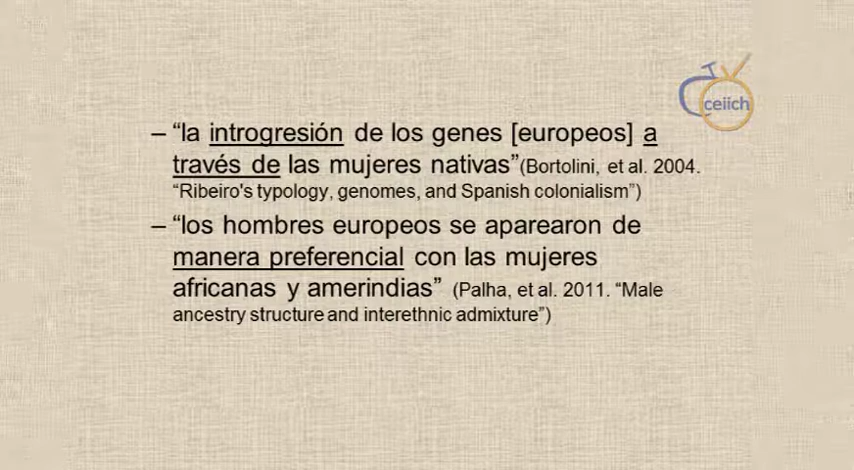 ceiich
– “la introgresión de los genes [europeos] a
través de las mujeres nativas”(Bortolini, et al. 2004.
“Ribeiro's typology, genomes, and Spanish colonialism”)
– “los hombres europeos se aparearon de
manera preferencial con las mujeres
africanas y amerindias” (Palha, et al. 2011. “Male
ancestry structure and interethnic admixture”)